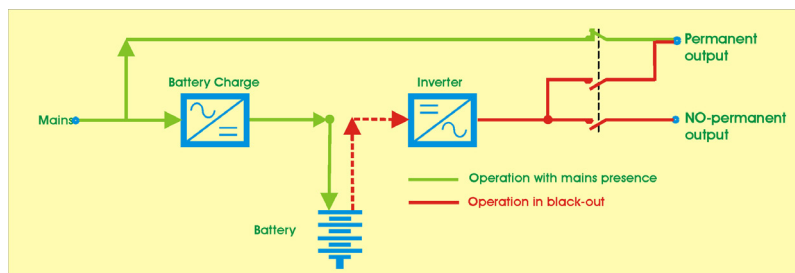 Permanent
output
Battery Charge
Inverter
Mains
NO-permanent
output
Operation with mains presence
Operation in black-out
Battery